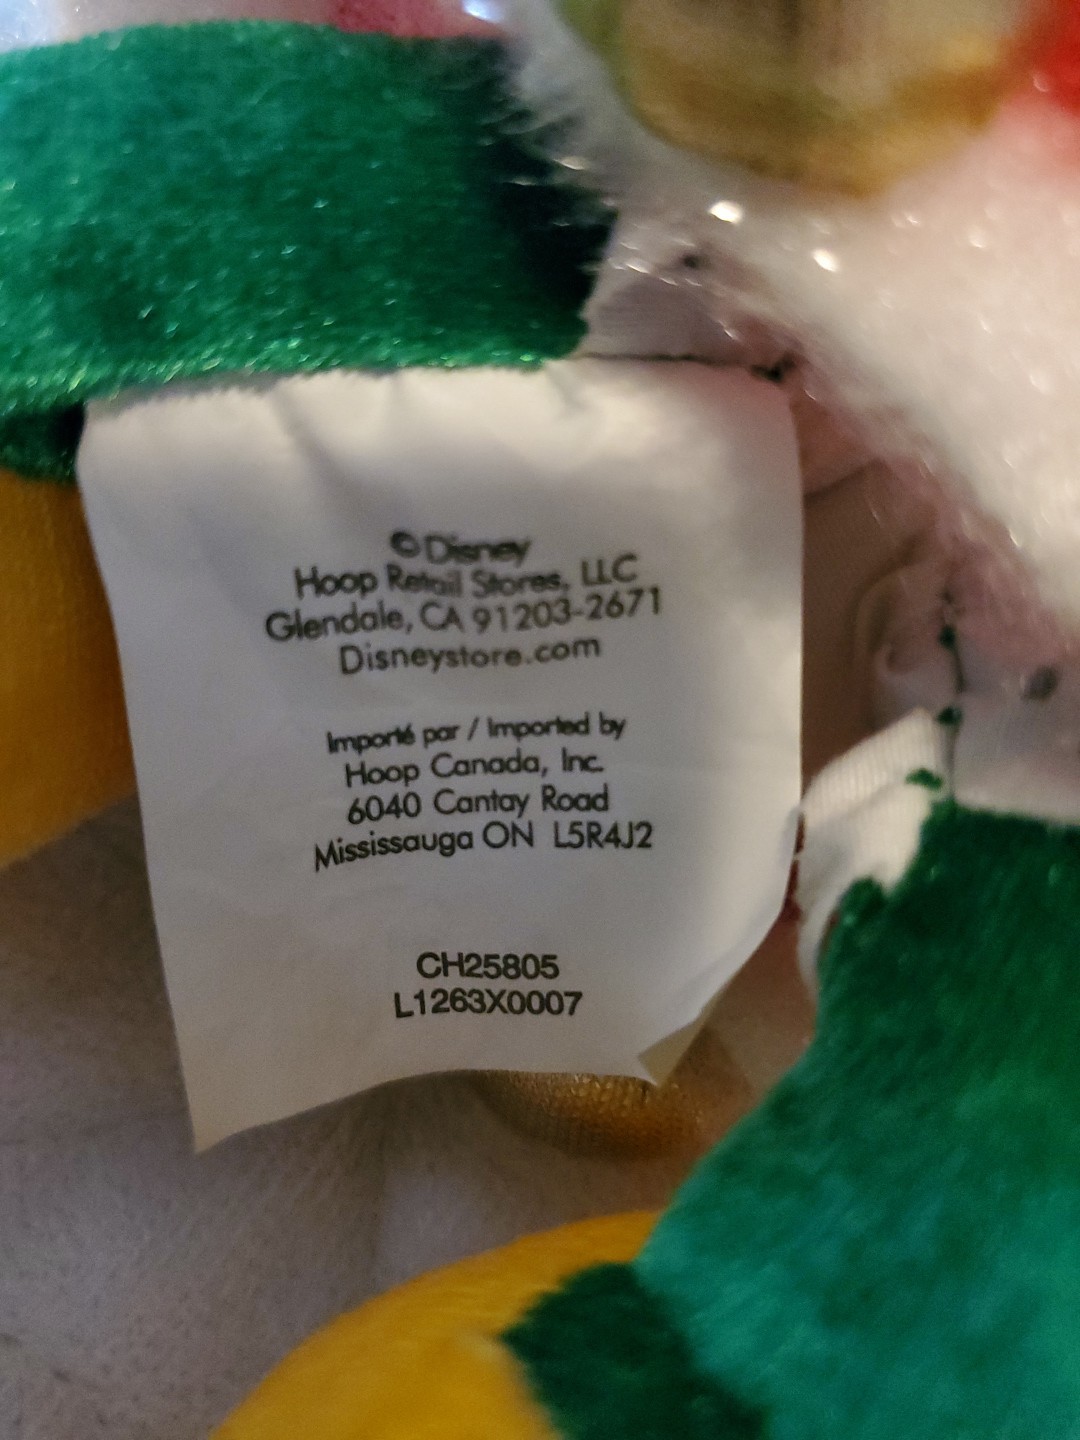 ©Disney
Hoop Retail Stores, LLC
Glendale, CA 91203-2671
Disneystore.com
Importé par / Imported by
Hoop Canada, Inc.
6040 Cantay Road
Mississauga ON L5R4J2
CH25805
L1263X0007